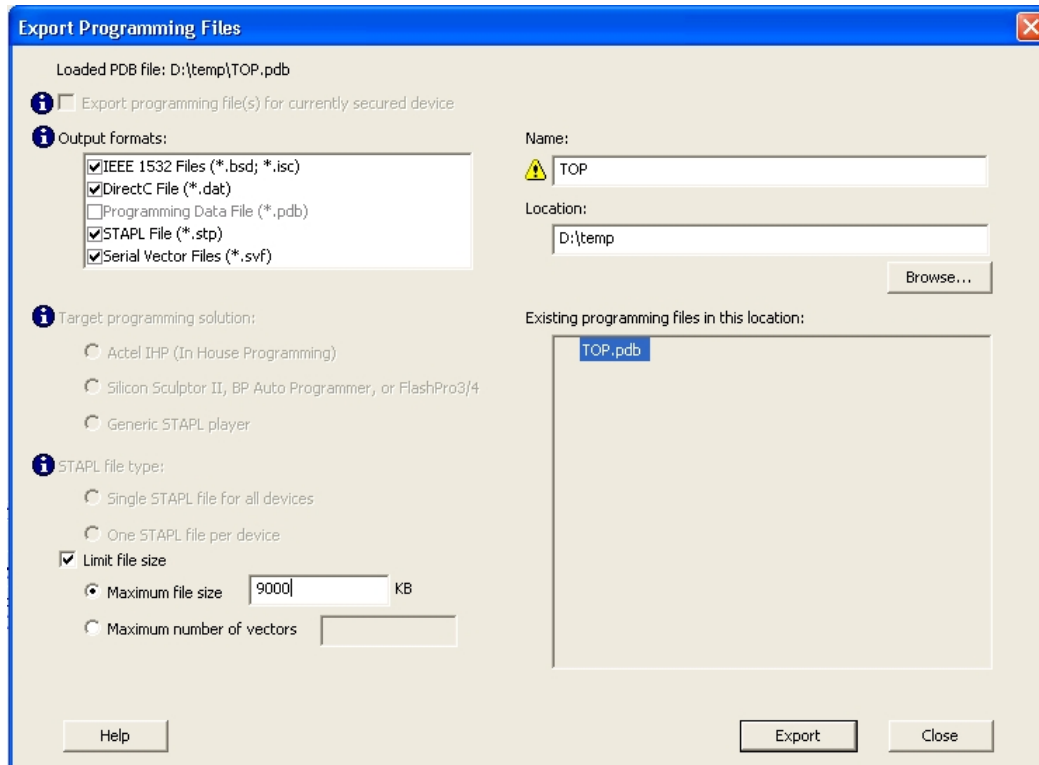 Export Programming Files
Loaded PDB file: D:\temp\TOP.pdb
Export programming file(s) for currently secured device
Output formats:
IEEE 1532 Files (*.bsd; *.isc)
DirectC File (*.dat)
Programming Data File (*.pdb)
STAPL File (*.stp)
Serial Vector Files (*.svf)
Name:
TOP
Location:
D:\temp
Browse...
Target programming solution:
Actel IHP (In House Programming)
Silicon Sculptor II, BP Auto Programmer, or FlashPro3/4
Generic STAPL player
Existing programming files in this location:
TOP.pdb
STAPL file type:
Single STAPL file for all devices
One STAPL file per device
Limit file size
Maximum file size 9000 KB
Maximum number of vectors
Help
Export
Close